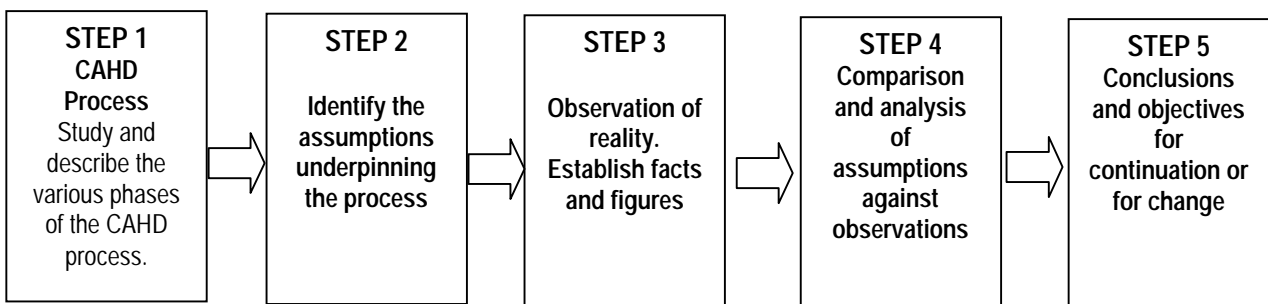 STEP 1
CAHD
Process
Study and
describe the
various phases
of the CAHD
process.
STEP 2
Identify the
assumptions
underpinning
the process
STEP 3
Observation of
reality.
Establish facts
and figures
STEP 4
Comparison
and analysis
of
assumptions
against
observations
STEP 5
Conclusions
and objectives
for
continuation or
for change